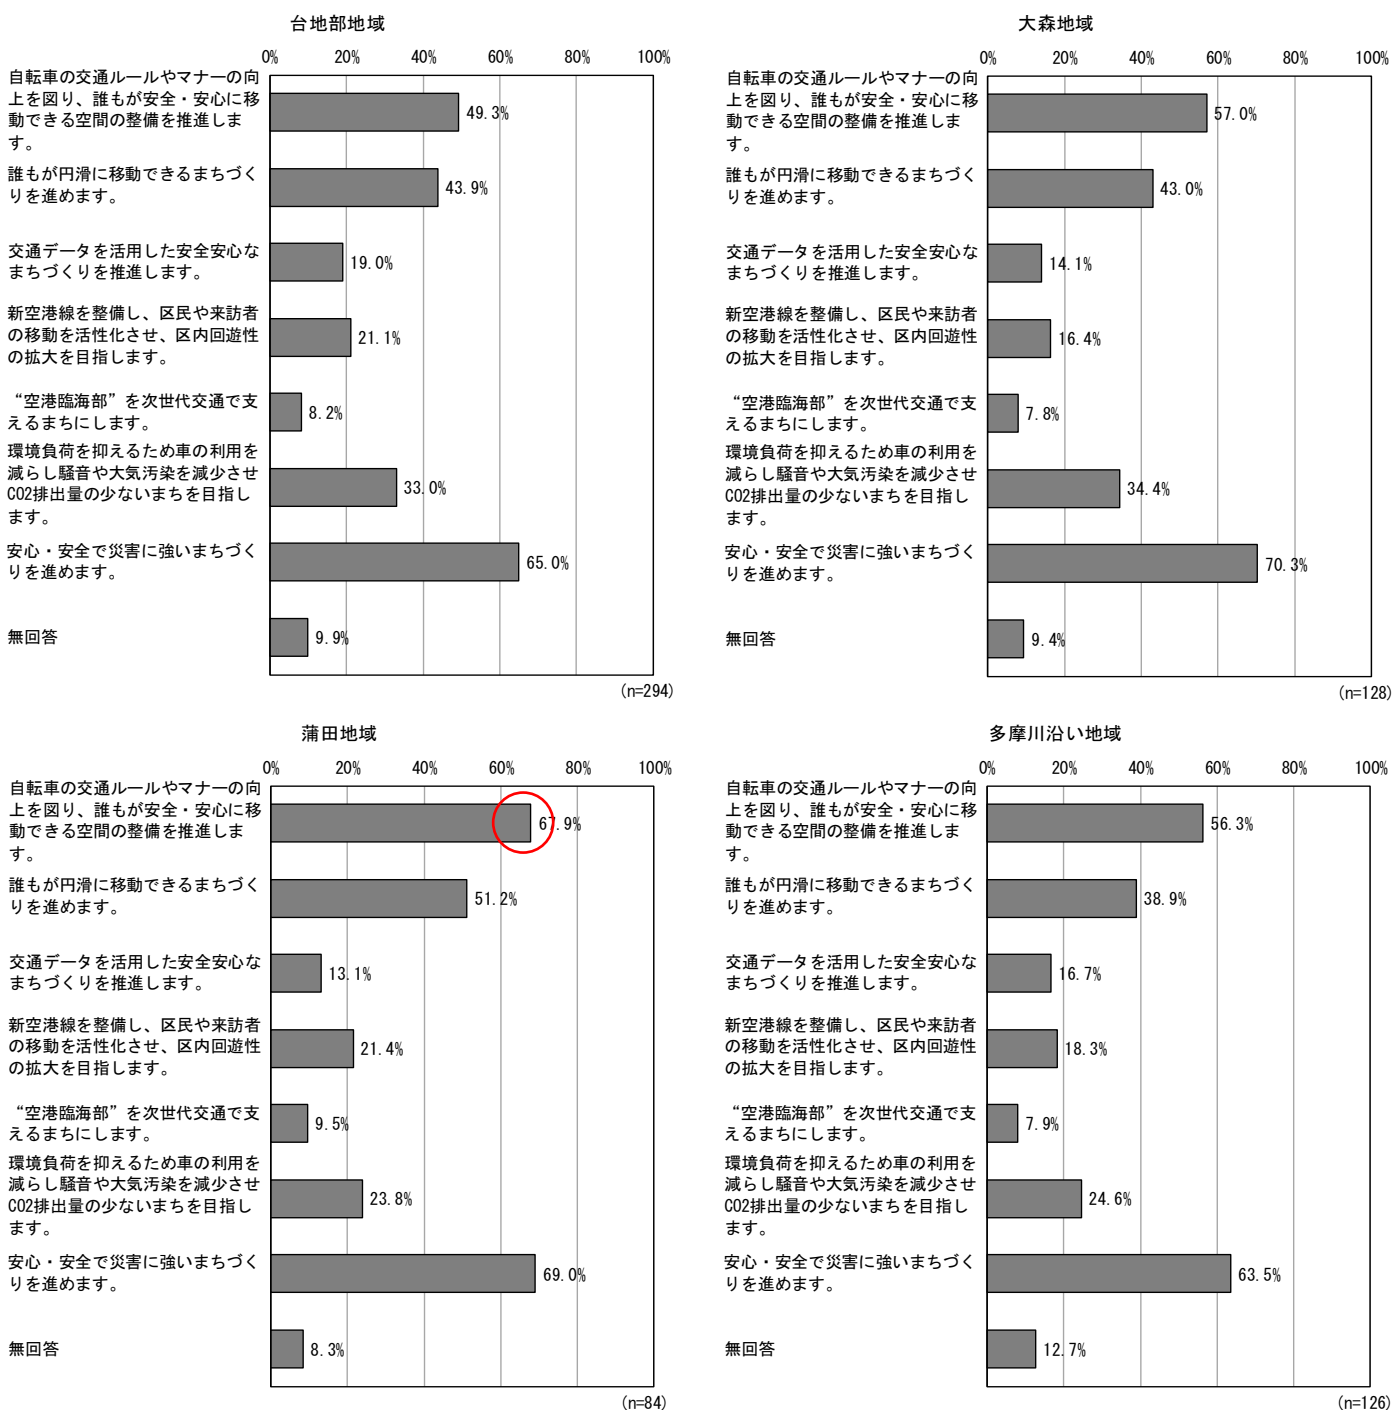 台地部地域
0% 20% 40% 60% 80% 100%
自転車の交通ルールやマナーの向
上を図り、誰もが安全・安心に移
動できる空間の整備を推進しま
す。
49.3%
誰もが円滑に移動できるまちづく
りを進めます。
43.9%
交通データを活用した安全安心な
まちづくりを推進します。
19.0%
新空港線を整備し、区民や来訪者
の移動を活性化させ、区内回遊性
の拡大を目指します。
21.1%
“空港臨海部”を次世代交通で支
えるまちにします。
8.2%
環境負荷を抑えるため車の利用を
減らし騒音や大気汚染を減少させ
CO2排出量の少ないまちを目指し
ます。
33.0%
安心・安全で災害に強いまちづく
りを進めます。
65.0%
無回答
9.9%
(n=294)
大森地域
0% 20% 40% 60% 80% 100%
自転車の交通ルールやマナーの向
上を図り、誰もが安全・安心に移
動できる空間の整備を推進しま
す。
57.0%
誰もが円滑に移動できるまちづく
りを進めます。
43.0%
交通データを活用した安全安心な
まちづくりを推進します。
14.1%
新空港線を整備し、区民や来訪者
の移動を活性化させ、区内回遊性
の拡大を目指します。
16.4%
“空港臨海部”を次世代交通で支
えるまちにします。
7.8%
環境負荷を抑えるため車の利用を
減らし騒音や大気汚染を減少させ
CO2排出量の少ないまちを目指し
ます。
34.4%
安心・安全で災害に強いまちづく
りを進めます。
70.3%
無回答
9.4%
(n=128)
蒲田地域
0% 20% 40% 60% 80% 100%
自転車の交通ルールやマナーの向
上を図り、誰もが安全・安心に移
動できる空間の整備を推進しま
す。
67.9%
誰もが円滑に移動できるまちづく
りを進めます。
51.2%
交通データを活用した安全安心な
まちづくりを推進します。
13.1%
新空港線を整備し、区民や来訪者
の移動を活性化させ、区内回遊性
の拡大を目指します。
21.4%
“空港臨海部”を次世代交通で支
えるまちにします。
9.5%
環境負荷を抑えるため車の利用を
減らし騒音や大気汚染を減少させ
CO2排出量の少ないまちを目指し
ます。
23.8%
安心・安全で災害に強いまちづく
りを進めます。
69.0%
無回答
8.3%
(n=84)
多摩川沿い地域
0% 20% 40% 60% 80% 100%
自転車の交通ルールやマナーの向
上を図り、誰もが安全・安心に移
動できる空間の整備を推進しま
す。
56.3%
誰もが円滑に移動できるまちづく
りを進めます。
38.9%
交通データを活用した安全安心な
まちづくりを推進します。
16.7%
新空港線を整備し、区民や来訪者
の移動を活性化させ、区内回遊性
の拡大を目指します。
18.3%
“空港臨海部”を次世代交通で支
えるまちにします。
7.9%
環境負荷を抑えるため車の利用を
減らし騒音や大気汚染を減少させ
CO2排出量の少ないまちを目指し
ます。
24.6%
安心・安全で災害に強いまちづく
りを進めます。
63.5%
無回答
12.7%
(n=126)